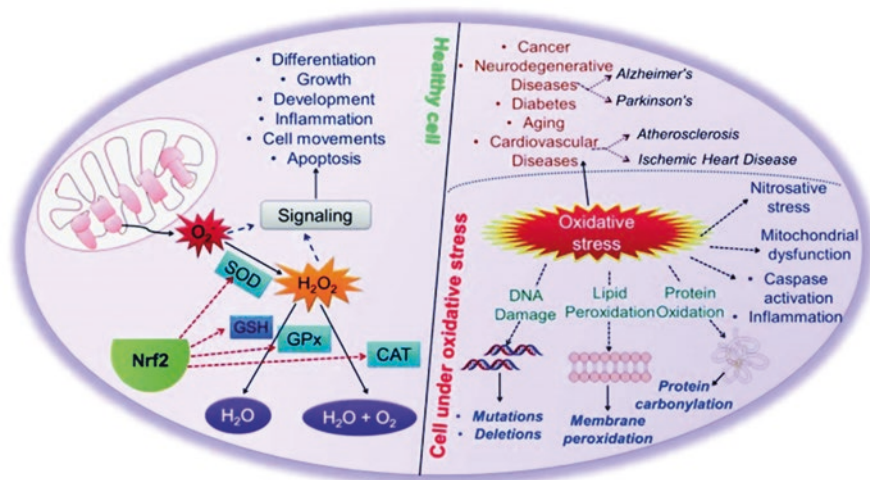 • Differentiation
• Growth
• Development
• Inflammation
• Cell movements
• Apoptosis
Healthy cell
Signaling
O₂⁻
SOD
H₂O₂
GSH
GPx
CAT
Nrf2
H₂O
H₂O + O₂
• Cancer
• Neurodegenerative
Diseases
Alzheimer's
Parkinson's
• Diabetes
• Aging
• Cardiovascular
Diseases
Atherosclerosis
Ischemic Heart Disease
Cell under oxidative stress
Oxidative
stress
Nitrosative
stress
Mitochondrial
dysfunction
• Caspase
activation
• Inflammation
DNA
Damage
Lipid
Peroxidation
Protein
Oxidation
• Mutations
• Deletions
Membrane
peroxidation
Protein
carbonylation